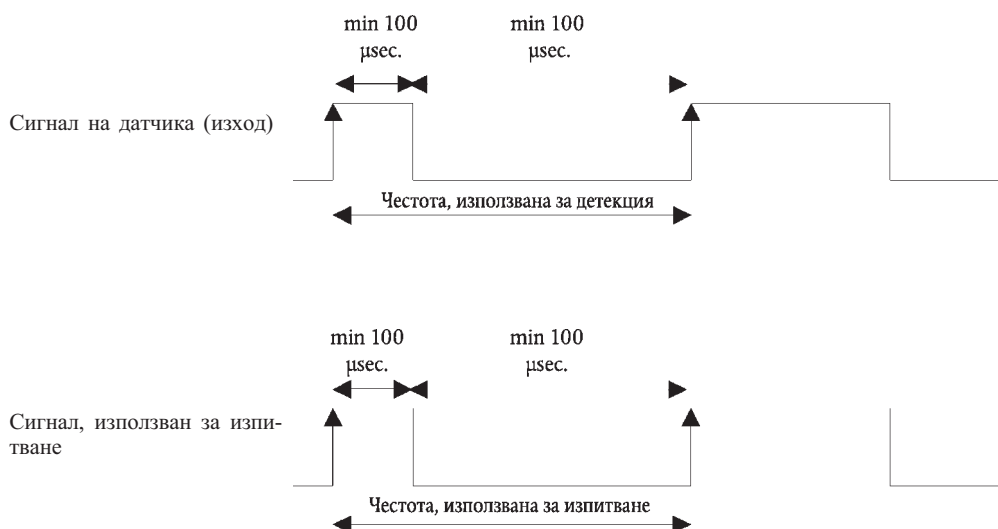 min 100 min 100
µsec. µsec.
Сигнал на датчика (изход)
Честота, използвана за детекция
min 100 min 100
µsec. µsec.
Сигнал, използван за изпи-
тване
Честота, използвана за изпитване